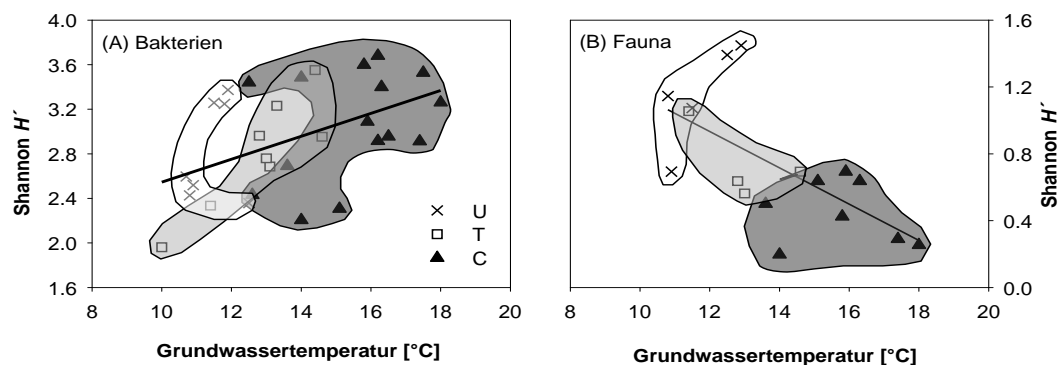 (A) Bakterien
Shannon H´
4.0
3.6
3.2
2.8
2.4
2.0
1.6
U
T
C
8 10 12 14 16 18 20
Grundwassertemperatur [°C]
(B) Fauna
1.6
1.2
0.8
0.4
0.0
Shannon H´
8 10 12 14 16 18 20
Grundwassertemperatur [°C]